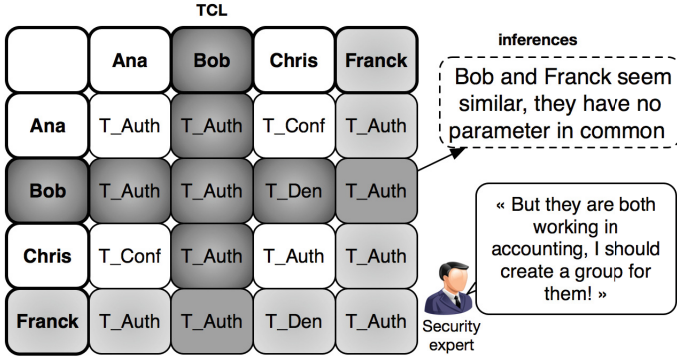 TCL
Ana Bob Chris Franck
Ana T_Auth T_Auth T_Conf T_Auth
Bob T_Auth T_Auth T_Den T_Auth
Chris T_Conf T_Auth T_Auth T_Auth
Franck T_Auth T_Auth T_Den T_Auth
inferences
Bob and Franck seem
similar, they have no
parameter in common
« But they are both
working in
accounting, I should
create a group for
them! »
Security
expert